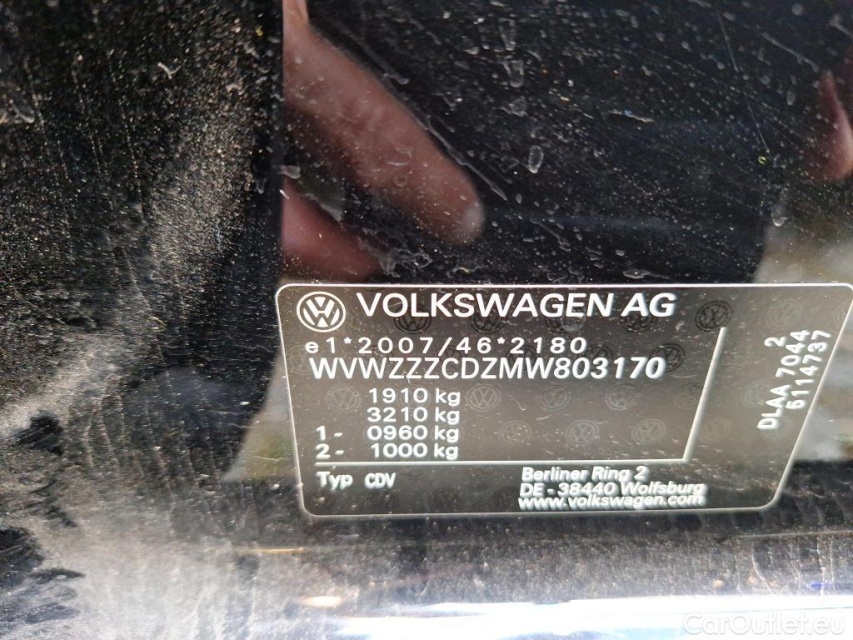 VOLKSWAGEN AG
e1*2007/46*2180
WVWZZZCDZMW803170
1910 kg
3210 kg
1- 0960 kg
2- 1000 kg
Typ CDV
Berliner Ring 2
DE - 38440 Wolfsburg
www.volkswagen.com
2
DLAA 7044
6114737
CarOutlet.eu